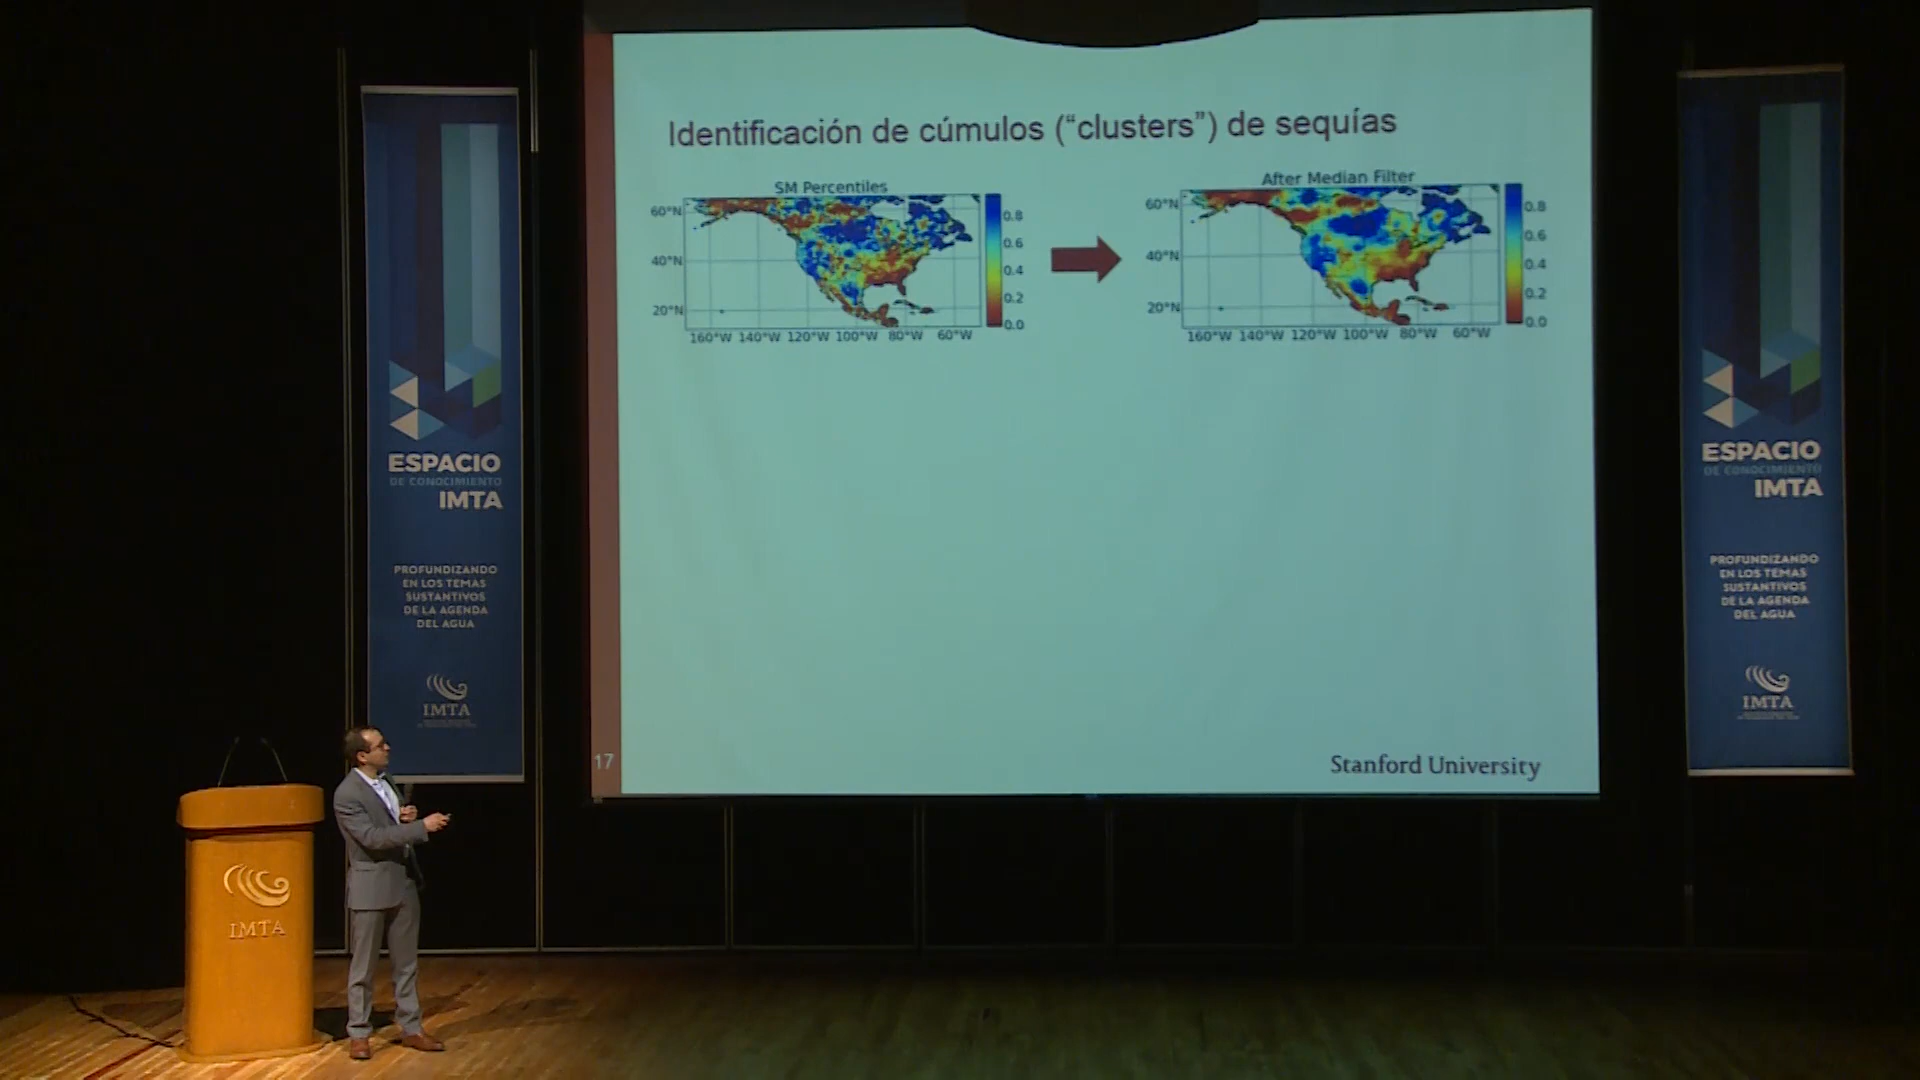 Identificación de cúmulos (“clusters”) de sequías
SM Percentiles
60°N
40°N
20°N
160°W 140°W 120°W 100°W 80°W 60°W
0.8
0.6
0.4
0.2
0.0
After Median Filter
60°N
40°N
20°N
160°W 140°W 120°W 100°W 80°W 60°W
0.8
0.6
0.4
0.2
0.0
17
Stanford University
ESPACIO
DE CONOCIMIENTO
IMTA
PROFUNDIZANDO
EN LOS TEMAS
SUSTANTIVOS
DE LA AGENDA
DEL AGUA
IMTA
ESPACIO
DE CONOCIMIENTO
IMTA
PROFUNDIZANDO
EN LOS TEMAS
SUSTANTIVOS
DE LA AGENDA
DEL AGUA
IMTA
IMTA